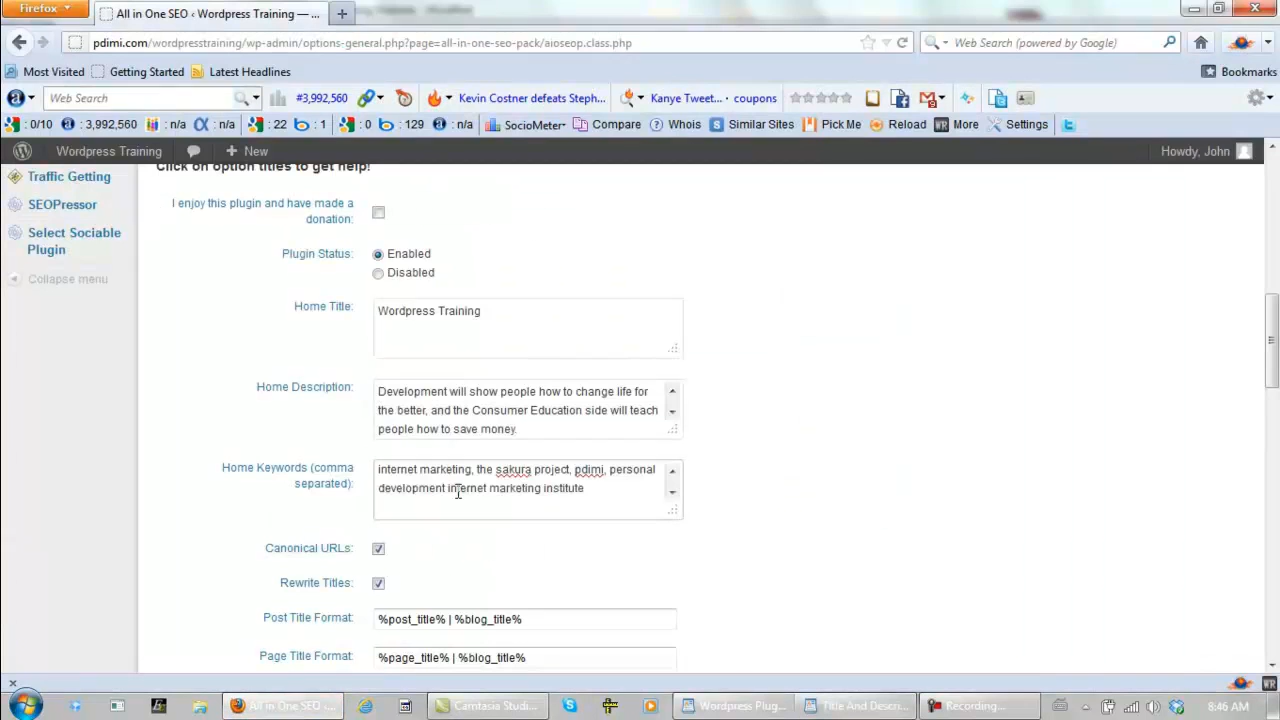 Firefox
All in One SEO ‹ Wordpress Training — ...
pdimi.com/wordpresstraining/wp-admin/options-general.php?page=all-in-one-seo-pack/aioseop.class.php
Search (powered by Google)
Most Visited Getting Started Latest Headlines Bookmarks
Web Search #3,992,560 Kevin Costner defeats Steph... Kanye Tweet... coupons
: 0/10 : 3,992,560 : n/a : n/a : 22 : 1 : 0 : 129 : n/a SocioMeter Compare Whois Similar Sites Pick Me Reload WR More Settings
Wordpress Training New Howdy, John
Click on option titles to get help!
Traffic Getting
SEOPressor
Select Sociable
Plugin
Collapse menu
I enjoy this plugin and have made a
donation:
Plugin Status: Enabled
Disabled
Home Title: Wordpress Training
Home Description: Development will show people how to change life for
the better, and the Consumer Education side will teach
people how to save money.
Home Keywords (comma
separated):
internet marketing, the sakura project, pdimi, personal
development internet marketing institute
Canonical URLs:
Rewrite Titles:
Post Title Format: %post_title% | %blog_title%
Page Title Format: %page_title% | %blog_title%
WR
All in One SEO ‹ ... Camtasia Studi... Wordpress Plug... Title And Descri... Recording... 8:46 AM